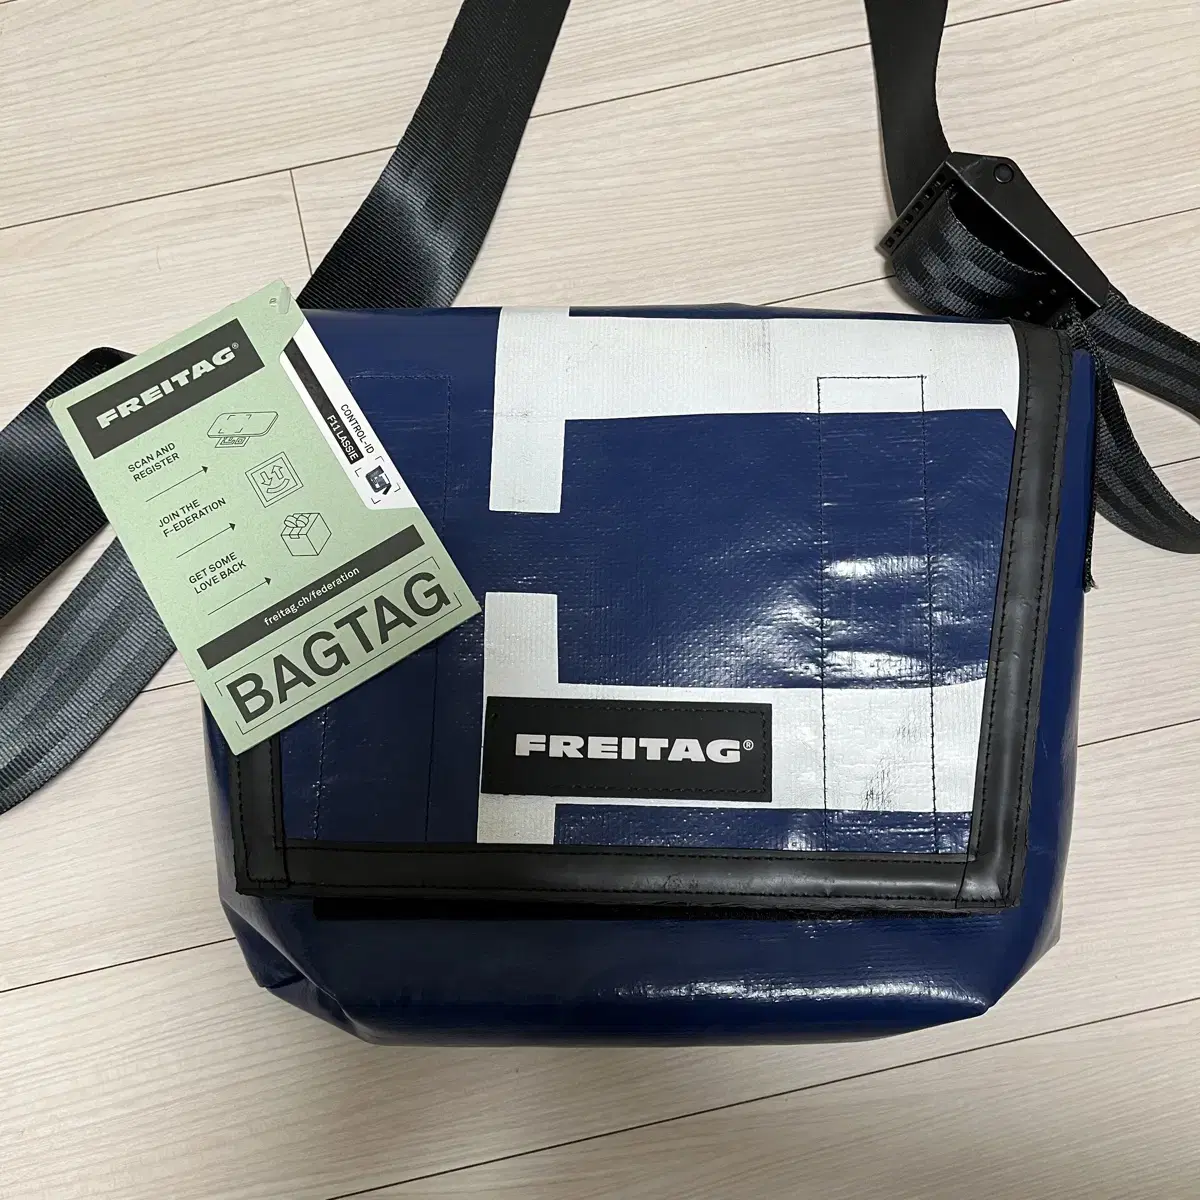 FREITAG®
SCAN AND
REGISTER
JOIN THE
F-EDERATION
GET SOME
LOVE BACK
freitag.ch/federation
BAGTAG
CONTROL-ID
F11 LASSIE
FREITAG®